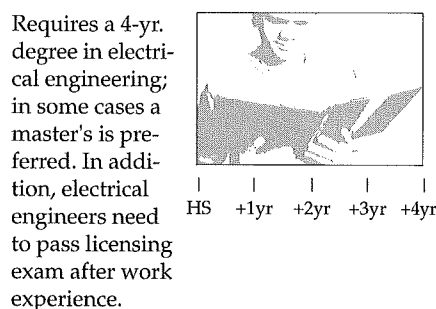 Requires a 4-yr.
degree in electri-
cal engineering;
in some cases a
master's is pre-
ferred. In addi-
tion, electrical
engineers need
to pass licensing
exam after work
experience.
HS +1yr +2yr +3yr +4yr